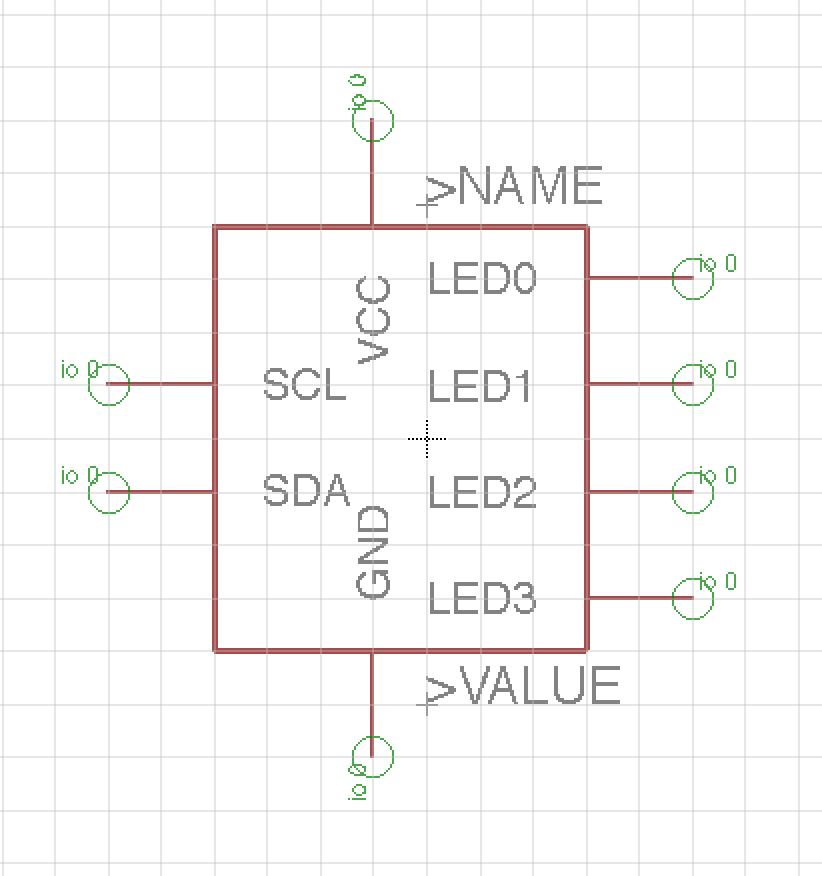 io 0
>NAME
LED0
io 0
VCC
io 0
SCL
LED1
io 0
io 0
SDA
LED2
io 0
GND
LED3
io 0
>VALUE
io 0